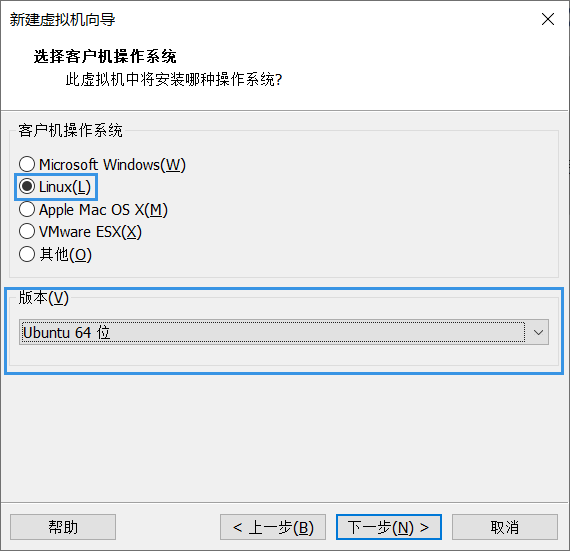 新建虚拟机向导
选择客户机操作系统
此虚拟机中将安装哪种操作系统?
客户机操作系统
Microsoft Windows(W)
Linux(L)
Apple Mac OS X(M)
VMware ESX(X)
其他(O)
版本(V)
Ubuntu 64 位
帮助 < 上一步(B) 下一步(N) > 取消